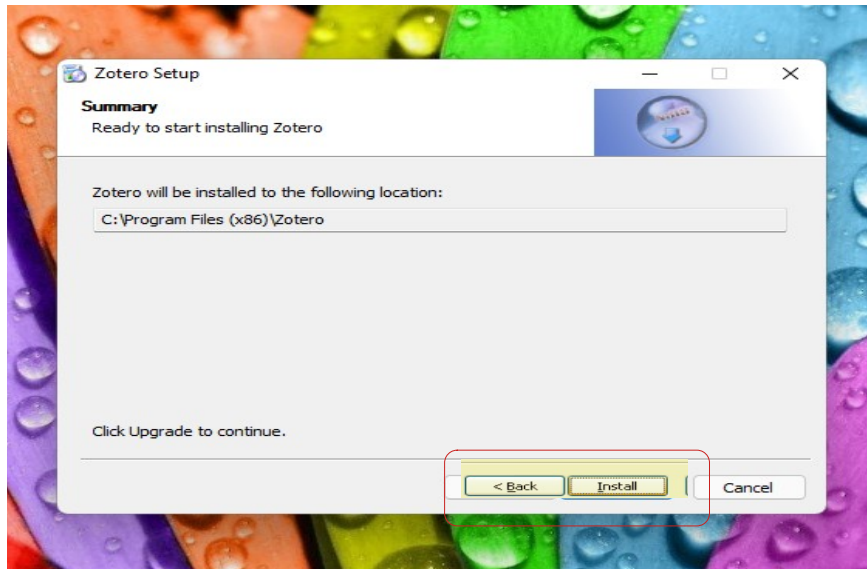 Zotero Setup
Summary
Ready to start installing Zotero
Zotero will be installed to the following location:
C:\Program Files (x86)\Zotero
Click Upgrade to continue.
< Back Install Cancel